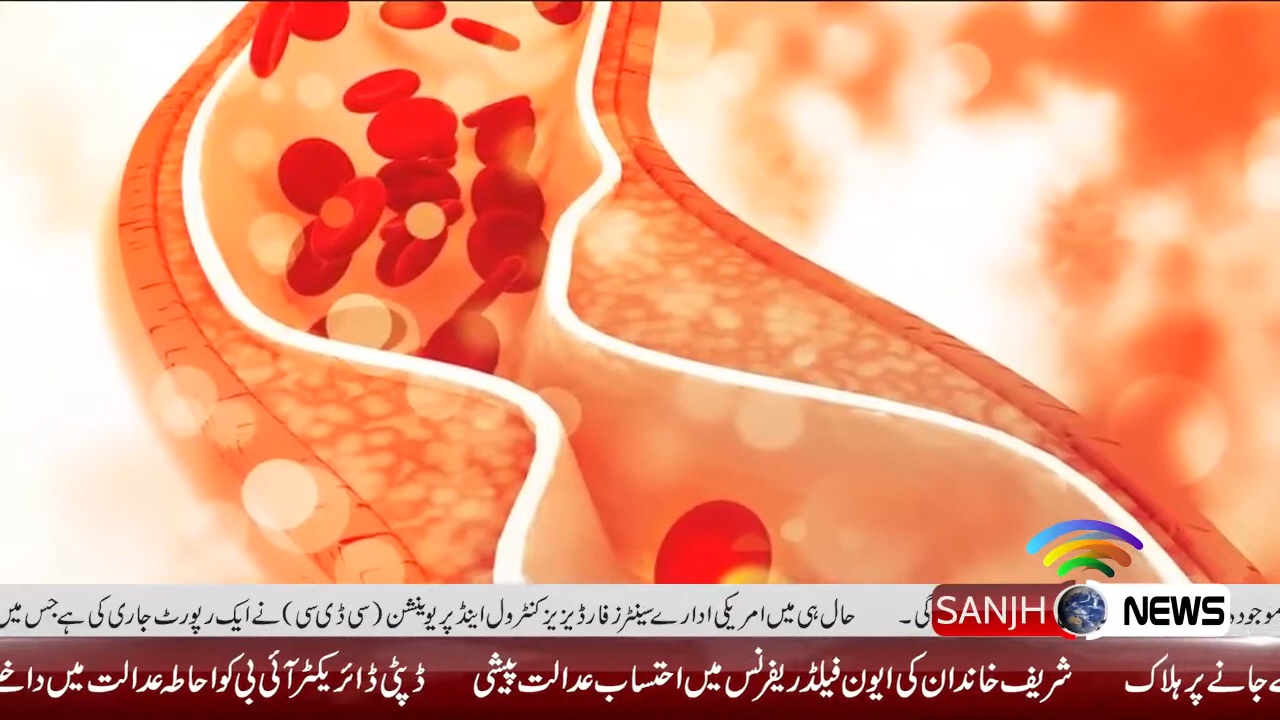 SANJH NEWS
گی۔ حال ہی میں امریکی ادارے سینٹرز فار ڈیزیز کنٹرول اینڈ پریوینشن (سی ڈی سی) نے ایک رپورٹ جاری کی ہے جس میں
جانے پر ہلاک شریف خاندان کی ایون فیلڈ ریفرنس میں احتساب عدالت پیشی ڈپٹی ڈائریکٹر آئی بی کو احاطہ عدالت میں